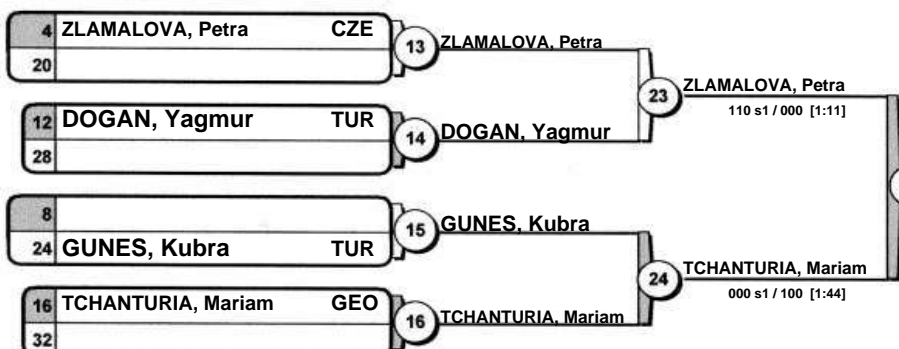 4 ZLAMALOVA, Petra CZE
20
13 ZLAMALOVA, Petra
12 DOGAN, Yagmur TUR
28
14 DOGAN, Yagmur
23 ZLAMALOVA, Petra
110 s1 / 000 [1:11]
8
24 GUNES, Kubra TUR
15 GUNES, Kubra
16 TCHANTURIA, Mariam GEO
32
16 TCHANTURIA, Mariam
24 TCHANTURIA, Mariam
000 s1 / 100 [1:44]